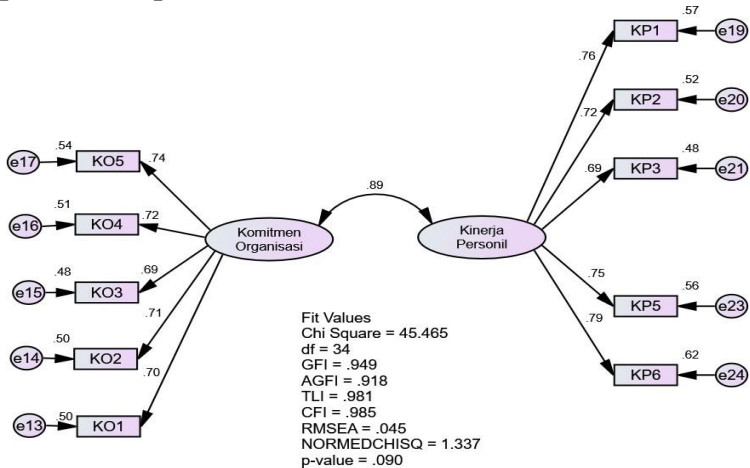 .57
KP1
e19
.76
.52
KP2
e20
.72
.48
KP3
e21
.69
.54
e17
KO5
.74
.51
e16
KO4
.72
.48
e15
KO3
.69
.50
e14
KO2
.71
.50
e13
KO1
.70
Komitmen
Organisasi
.89
Kinerja
Personil
.75
.56
KP5
e23
.79
.62
KP6
e24
Fit Values
Chi Square = 45.465
df = 34
GFI = .949
AGFI = .918
TLI = .981
CFI = .985
RMSEA = .045
NORMEDCHISQ = 1.337
p-value = .090